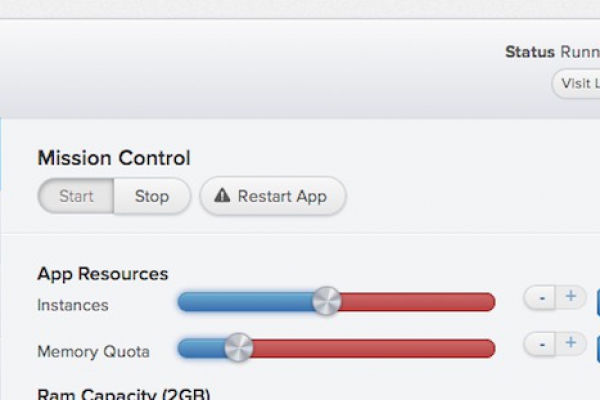 Status Runn
Visit L
Mission Control
Start Stop Restart App
App Resources
Instances - +
Memory Quota - +
Ram Capacity (2GB)